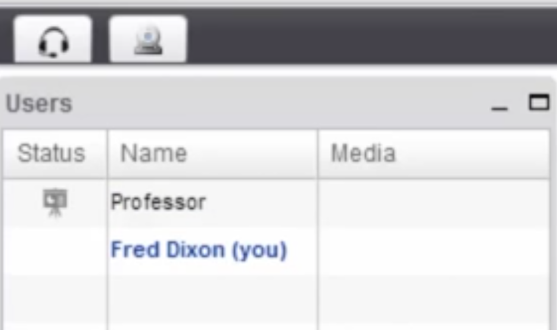 Users
Status Name Media
Professor
Fred Dixon (you)